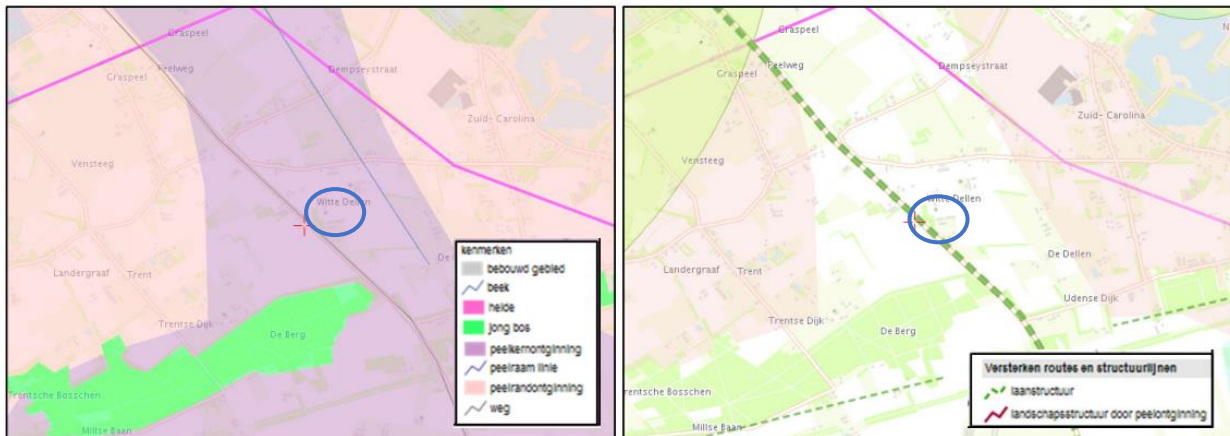 Graspeel
Peelweg
Graspeel
Dempseystraat
Zuid- Carolina
Vensteeg
Witte Dellen
Landergraaf
Trent
Trentse Dijk
De Berg
Trentsche Bosschen
Millse Baan
kenmerken
bebouwd gebied
beek
heide
jong bos
peelkernontginning
peelraam linie
peelrandontginning
weg
Graspeel
Peelweg
Graspeel
Dempseystraat
Zuid- Carolina
Vensteeg
Witte Dellen
De Dellen
Landergraaf
Trent
Udense Dijk
Trentse Dijk
De Berg
Trentsche Bosschen
Millse Baan
Versterken routes en structuurlijnen
laanstructuur
landschapsstructuur door peelontginning